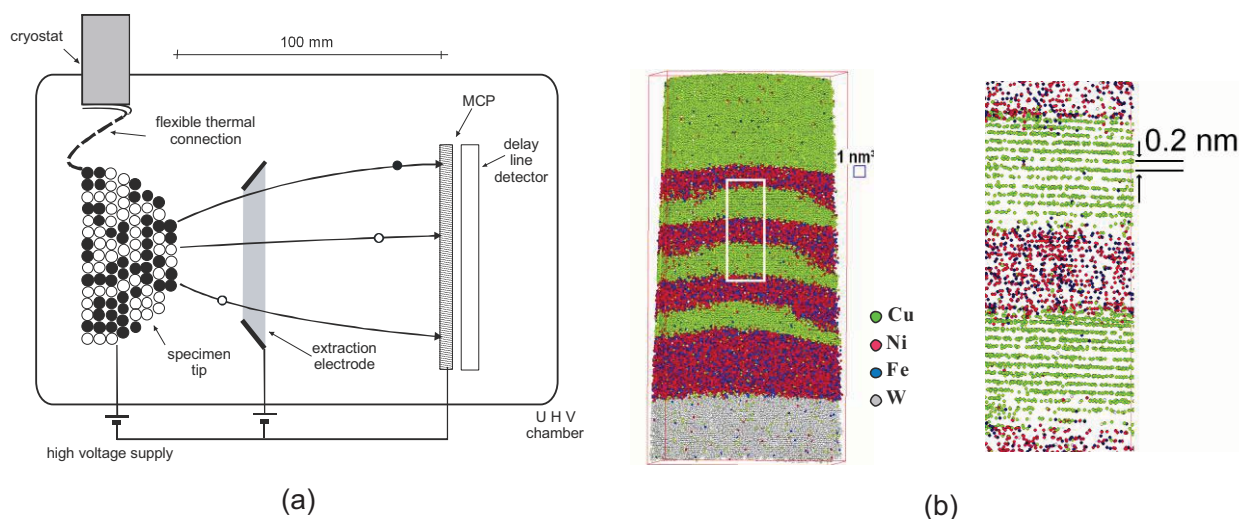 cryostat
100 mm
MCP
flexible thermal
connection
delay line
detector
specimen
tip
extraction
electrode
U H V
chamber
high voltage supply
(a)
1 nm³
Cu
Ni
Fe
W
0.2 nm
(b)